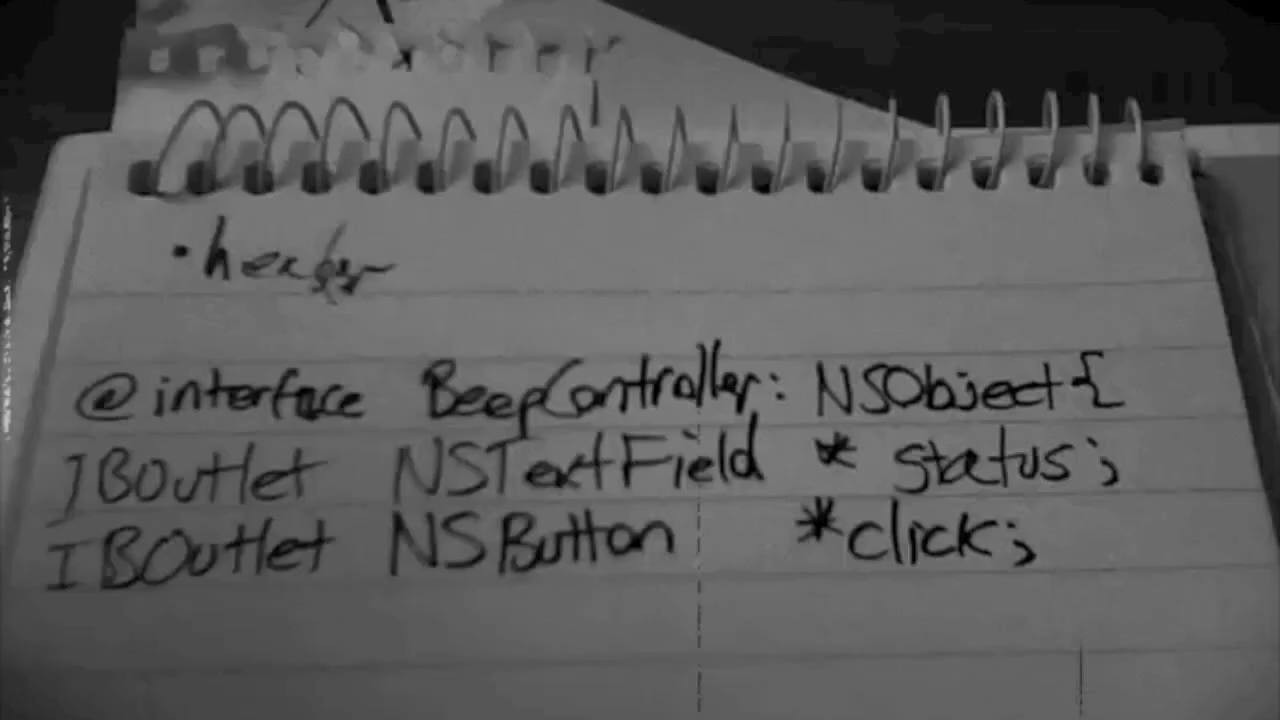 • header
@interface BeepController: NSObject {
IBOutlet NSTextField * status;
IBOutlet NSButton *click;